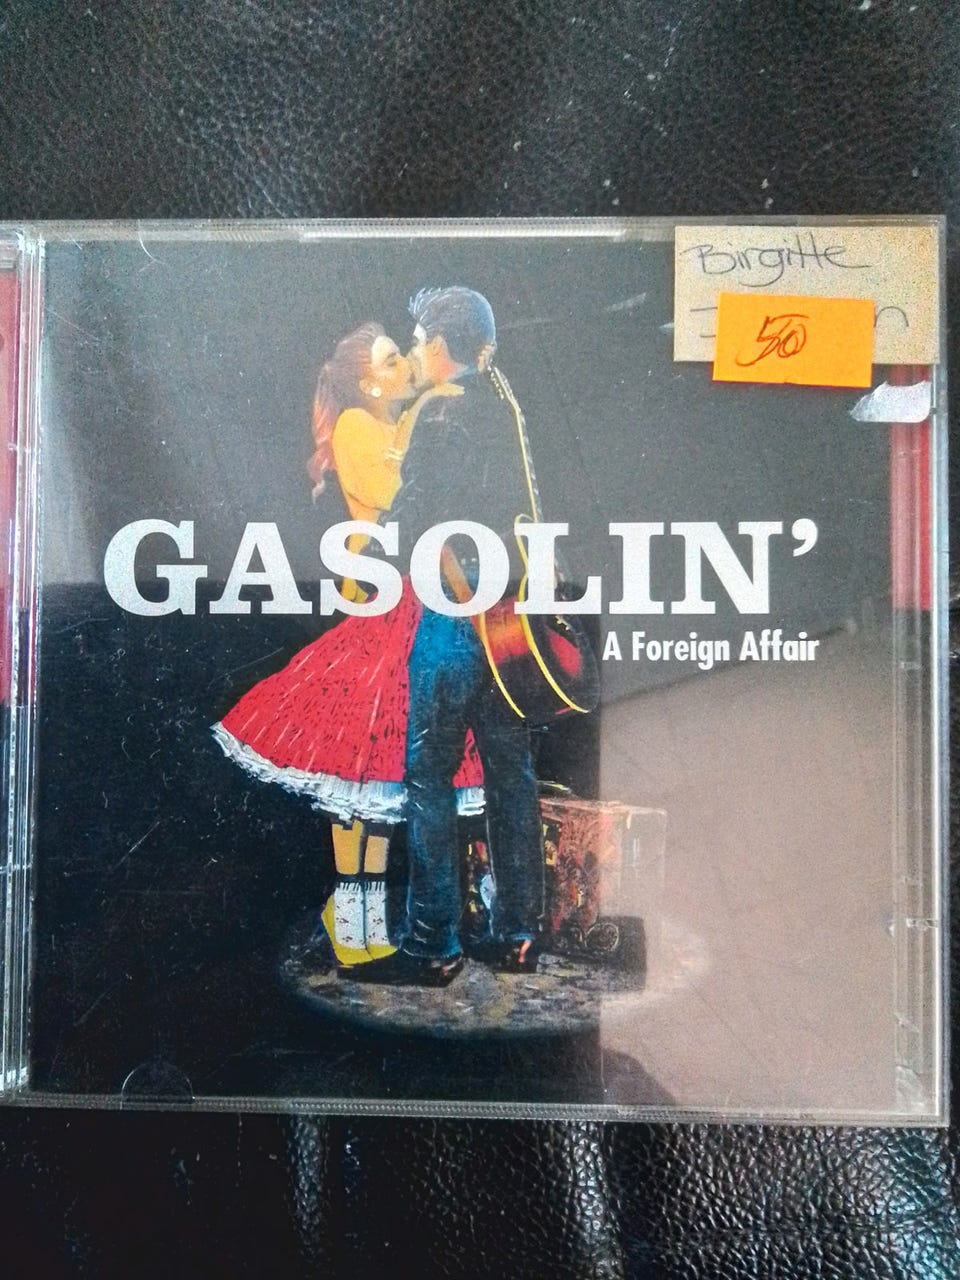 Birgitte
50
GASOLIN’
A Foreign Affair